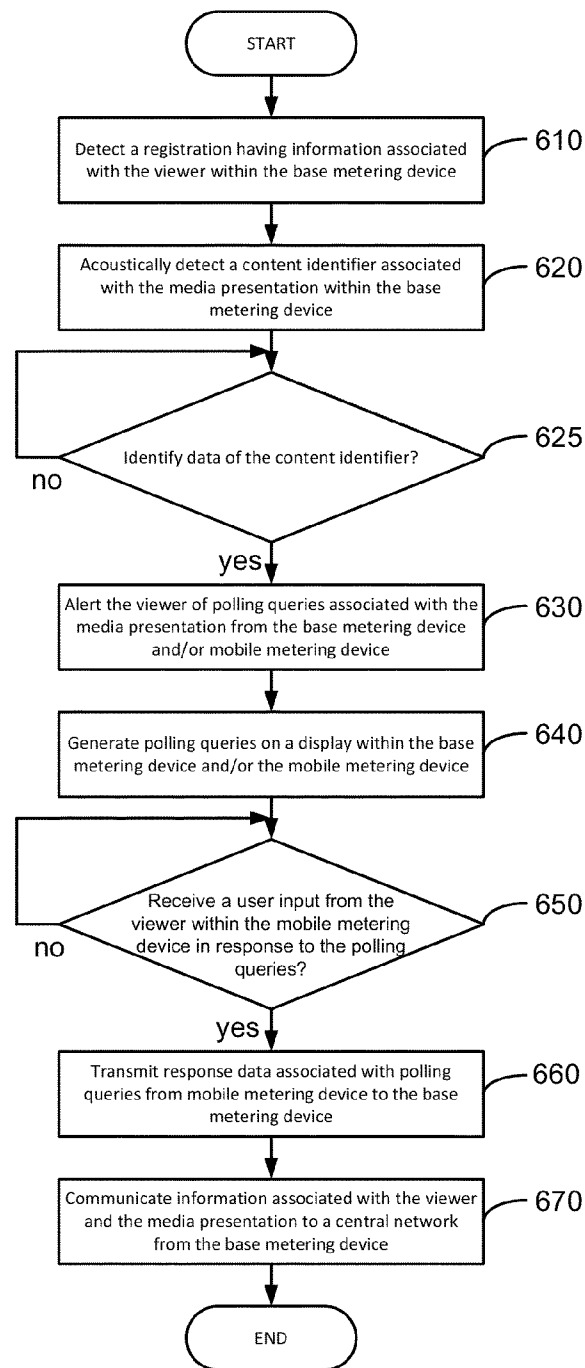 START
Detect a registration having information associated
with the viewer within the base metering device
610
Acoustically detect a content identifier associated
with the media presentation within the base
metering device
620
Identify data of the content identifier?
625
no
yes
Alert the viewer of polling queries associated with the
media presentation from the base metering device
and/or mobile metering device
630
Generate polling queries on a display within the base
metering device and/or the mobile metering device
640
Receive a user input from the
viewer within the mobile metering
device in response to the polling
queries?
650
no
yes
Transmit response data associated with polling
queries from mobile metering device to the base
metering device
660
Communicate information associated with the viewer
and the media presentation to a central network
from the base metering device
670
END